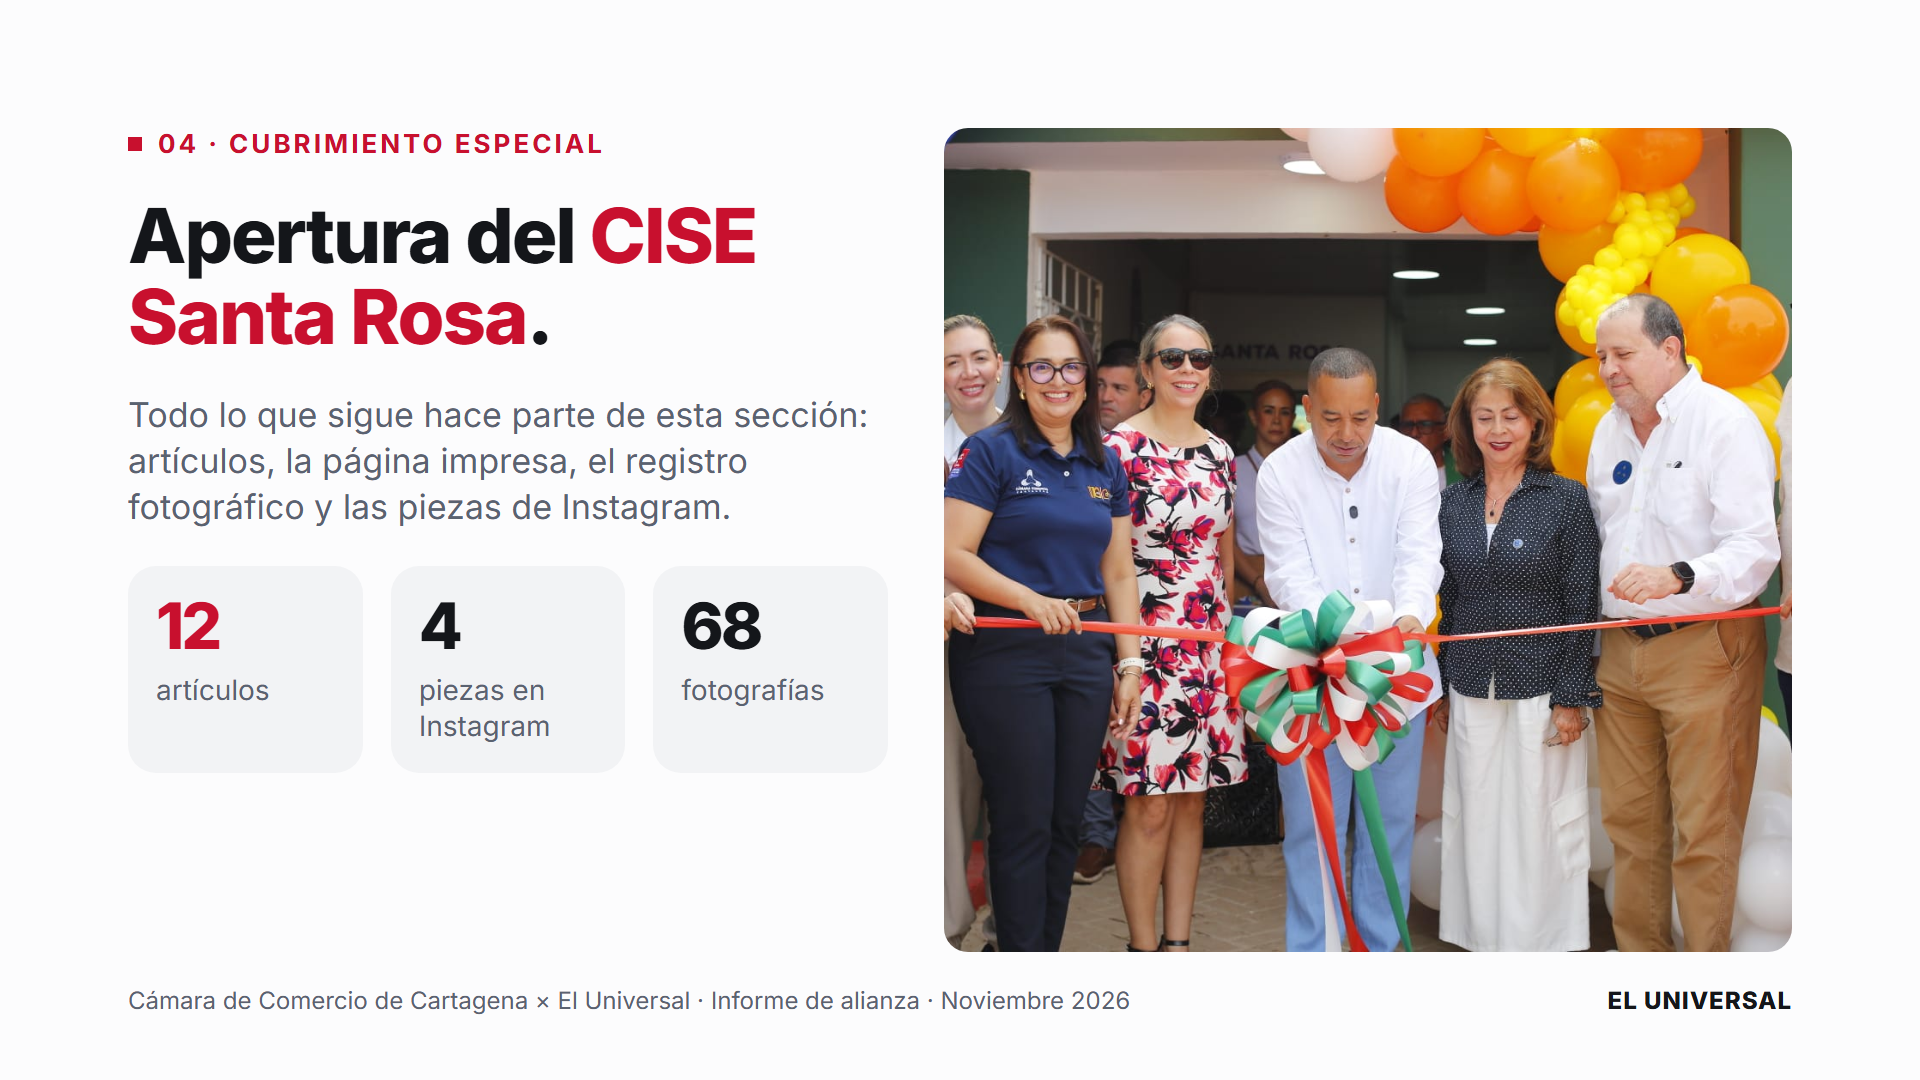 04 · CUBRIMIENTO ESPECIAL
Apertura del CISE
Santa Rosa.
Todo lo que sigue hace parte de esta sección:
artículos, la página impresa, el registro
fotográfico y las piezas de Instagram.
12
artículos
4
piezas en
Instagram
68
fotografías
SANTA ROSA
Cámara de Comercio de Cartagena × El Universal · Informe de alianza · Noviembre 2026
EL UNIVERSAL